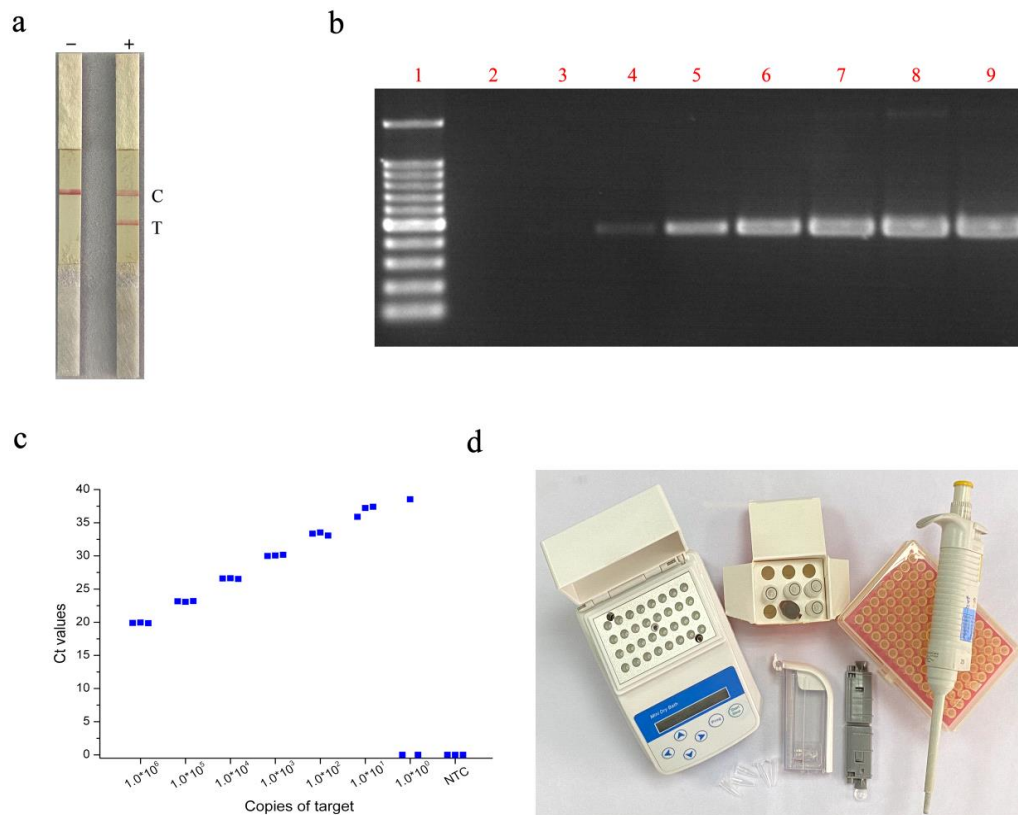 a
− +
C
T
b
1 2 3 4 5 6 7 8 9
c
Ct values
40
35
30
25
20
15
10
5
0
1.0*10⁶ 1.0*10⁵ 1.0*10⁴ 1.0*10³ 1.0*10² 1.0*10¹ 1.0*10⁰ NTC
Copies of target
d
Mini Dry Bath